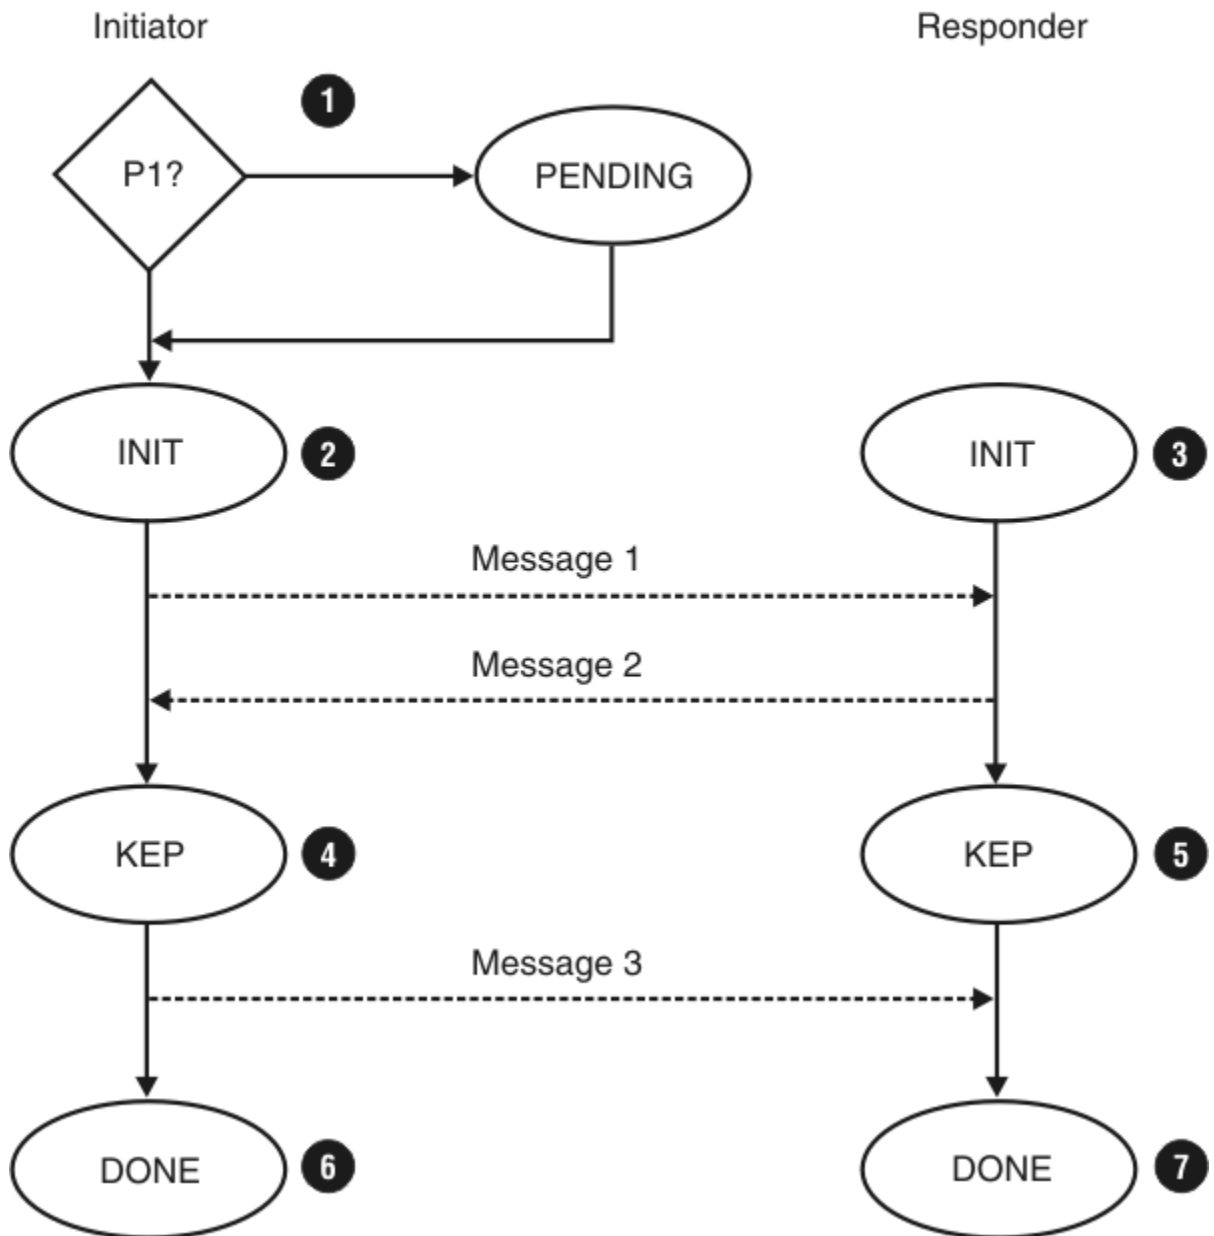 Initiator
Responder
1
P1?
PENDING
INIT
2
INIT
3
Message 1
Message 2
KEP
4
KEP
5
Message 3
DONE
6
DONE
7